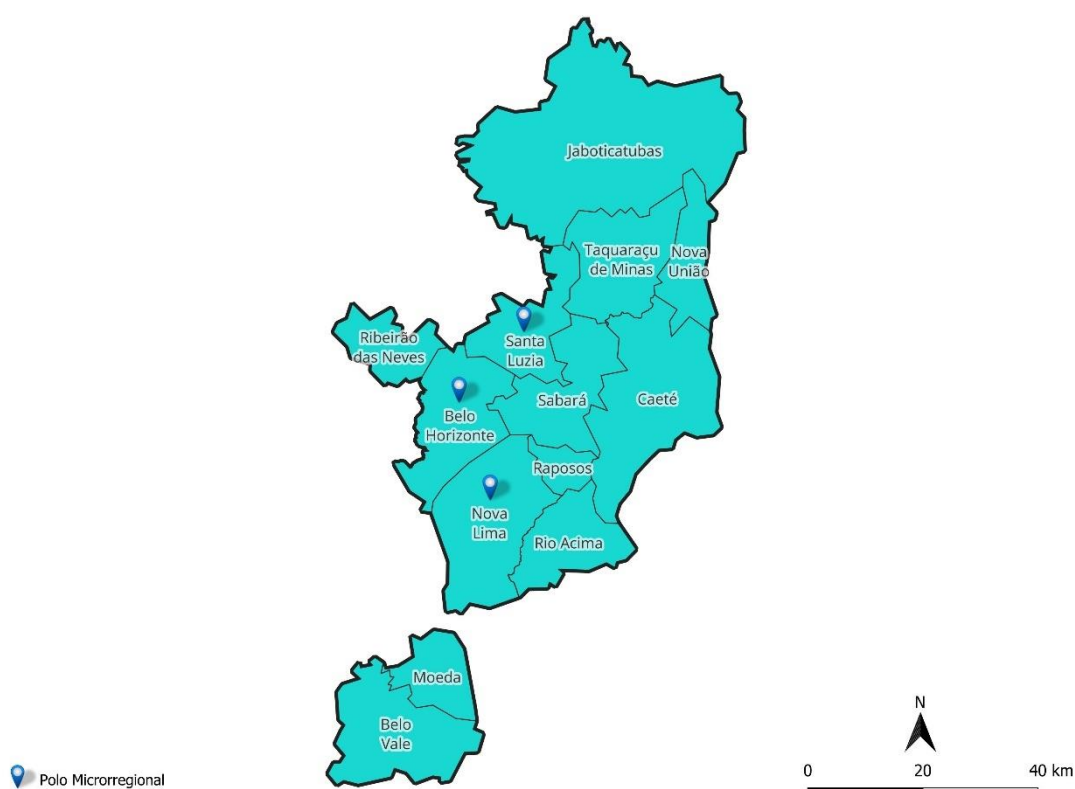 Jaboticatubas
Taquaraçu
de Minas
Nova
União
Ribeirão
das Neves
Santa
Luzia
Belo
Horizonte
Sabará
Caeté
Raposos
Nova
Lima
Rio Acima
Moeda
Belo
Vale
Polo Microrregional
N
0 20 40 km